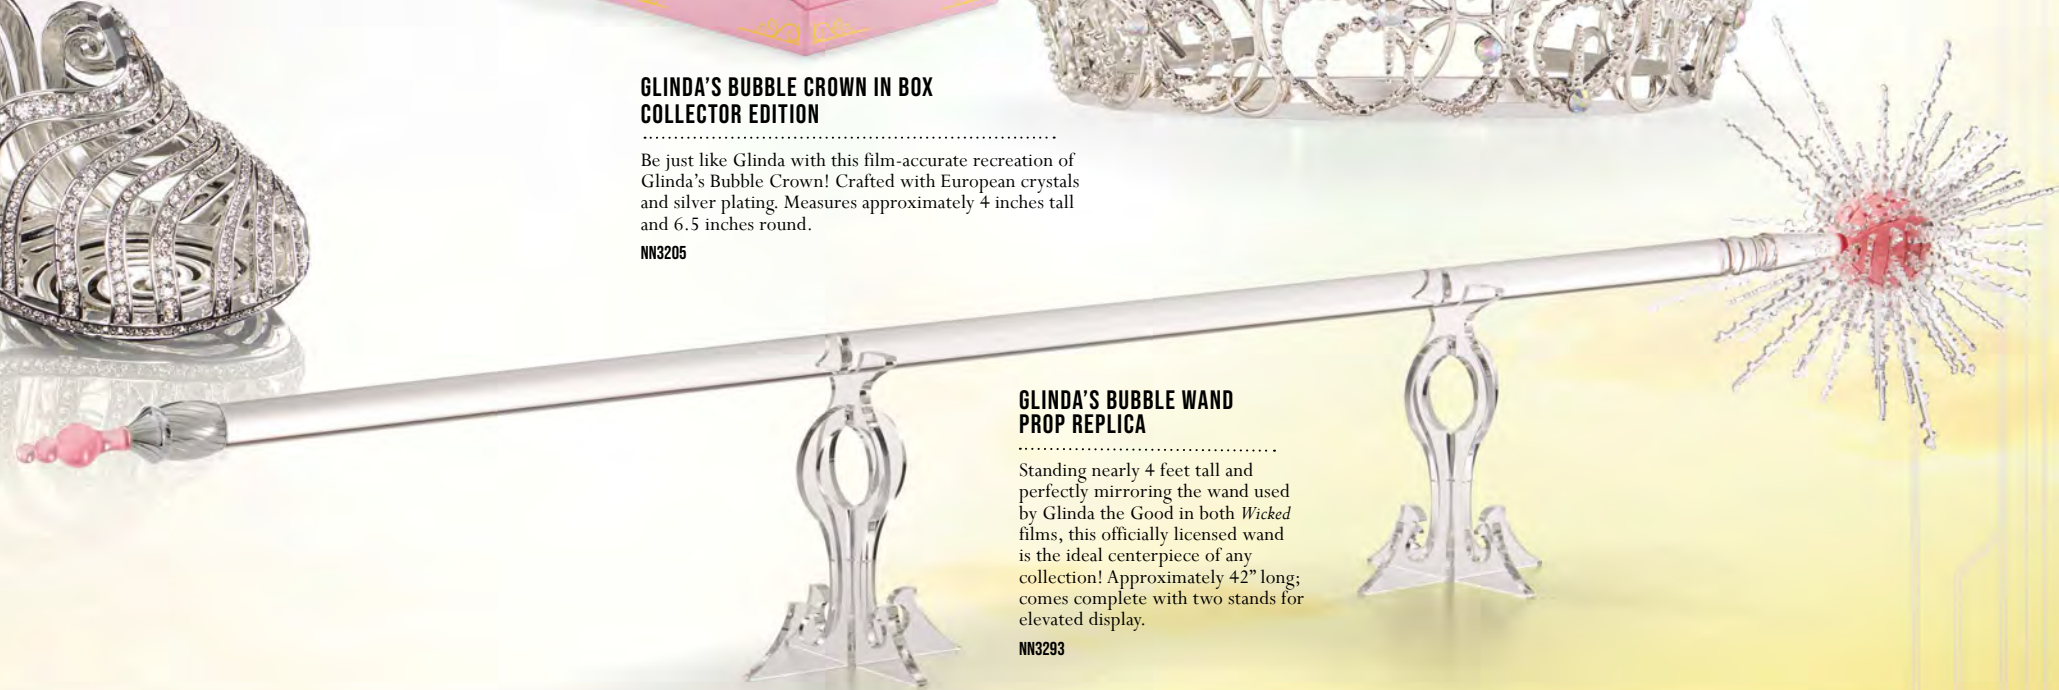 GLINDA’S BUBBLE CROWN IN BOX
COLLECTOR EDITION
Be just like Glinda with this film-accurate recreation of
Glinda’s Bubble Crown! Crafted with European crystals
and silver plating. Measures approximately 4 inches tall
and 6.5 inches round.
NN3205
GLINDA’S BUBBLE WAND
PROP REPLICA
Standing nearly 4 feet tall and
perfectly mirroring the wand used
by Glinda the Good in both Wicked
films, this officially licensed wand
is the ideal centerpiece of any
collection! Approximately 42” long;
comes complete with two stands for
elevated display.
NN3293